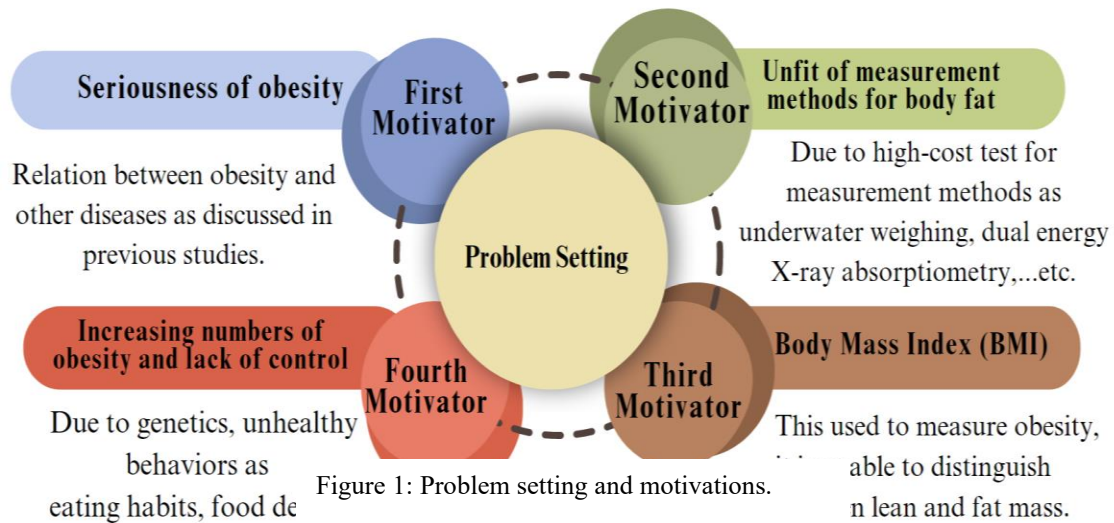 Seriousness of obesity
First
Motivator
Relation between obesity and
other diseases as discussed in
previous studies.
Second
Motivator
Unfit of measurement
methods for body fat
Due to high-cost test for
measurement methods as
underwater weighing, dual energy
X-ray absorptiometry,...etc.
Problem Setting
Increasing numbers of
obesity and lack of control
Fourth
Motivator
Due to genetics, unhealthy
behaviors as
eating habits, food
Third
Motivator
Body Mass Index (BMI)
This used to measure obesity,
able to distinguish
lean and fat mass.
Figure 1: Problem setting and motivations.